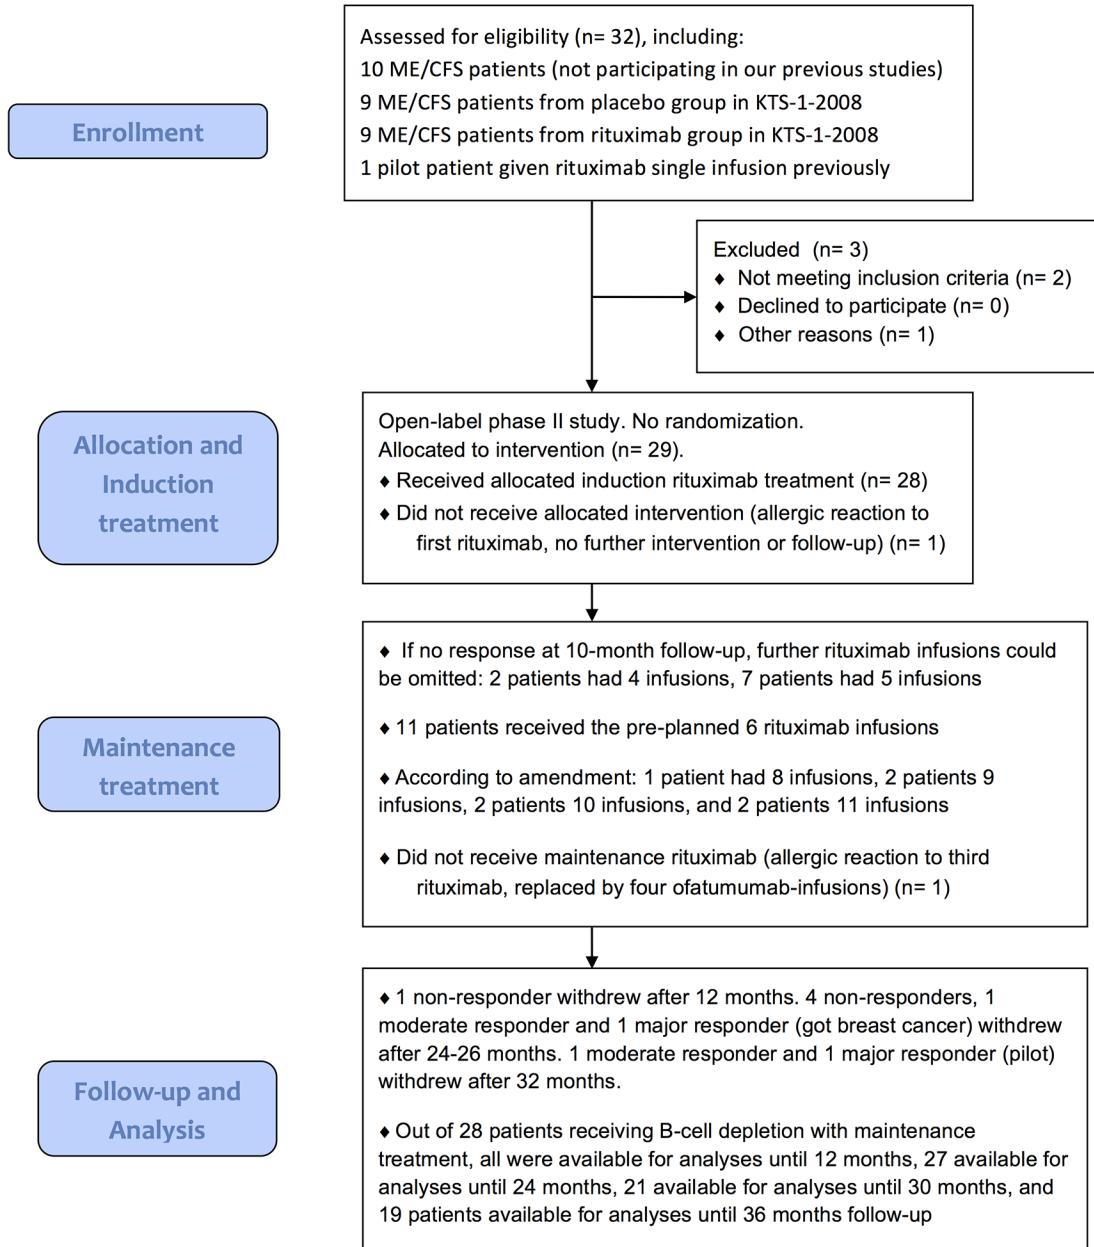 Enrollment
Assessed for eligibility (n= 32), including:
10 ME/CFS patients (not participating in our previous studies)
9 ME/CFS patients from placebo group in KTS-1-2008
9 ME/CFS patients from rituximab group in KTS-1-2008
1 pilot patient given rituximab single infusion previously
Excluded (n= 3)
♦ Not meeting inclusion criteria (n= 2)
♦ Declined to participate (n= 0)
♦ Other reasons (n= 1)
Allocation and
Induction
treatment
Open-label phase II study. No randomization.
Allocated to intervention (n= 29).
♦ Received allocated induction rituximab treatment (n= 28)
♦ Did not receive allocated intervention (allergic reaction to
first rituximab, no further intervention or follow-up) (n= 1)
Maintenance
treatment
♦ If no response at 10-month follow-up, further rituximab infusions could
be omitted: 2 patients had 4 infusions, 7 patients had 5 infusions
♦ 11 patients received the pre-planned 6 rituximab infusions
♦ According to amendment: 1 patient had 8 infusions, 2 patients 9
infusions, 2 patients 10 infusions, and 2 patients 11 infusions
♦ Did not receive maintenance rituximab (allergic reaction to third
rituximab, replaced by four ofatumumab-infusions) (n= 1)
Follow-up and
Analysis
♦ 1 non-responder withdrew after 12 months. 4 non-responders, 1
moderate responder and 1 major responder (got breast cancer) withdrew
after 24-26 months. 1 moderate responder and 1 major responder (pilot)
withdrew after 32 months.
♦ Out of 28 patients receiving B-cell depletion with maintenance
treatment, all were available for analyses until 12 months, 27 available for
analyses until 24 months, 21 available for analyses until 30 months, and
19 patients available for analyses until 36 months follow-up